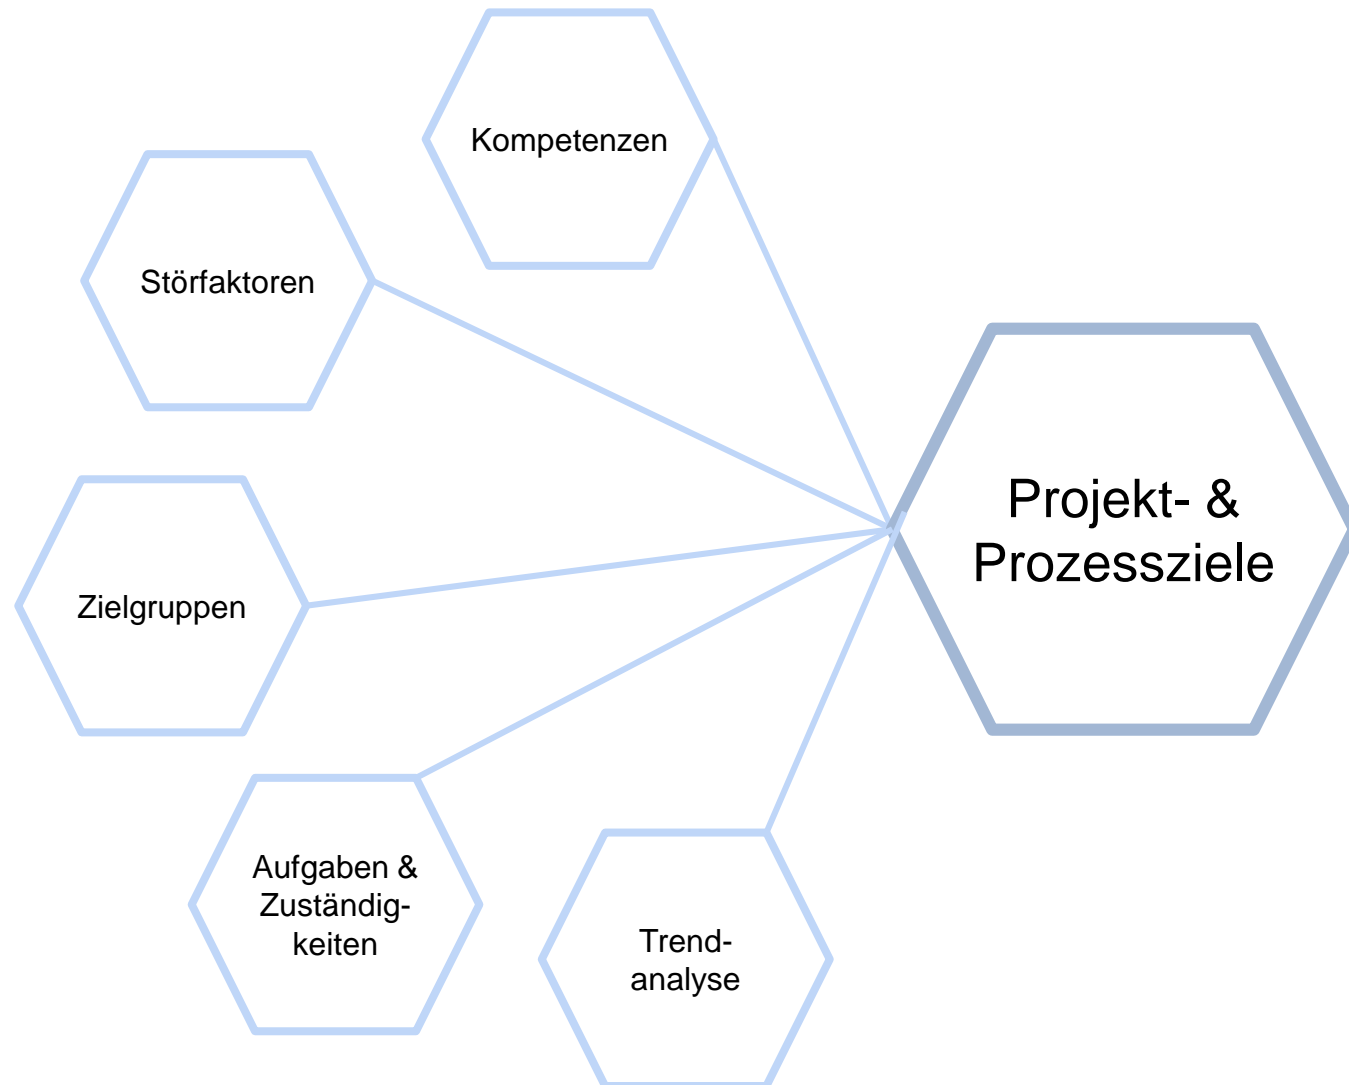 Kompetenzen
Störfaktoren
Projekt- &
Prozessziele
Zielgruppen
Aufgaben &
Zuständig-
keiten
Trend-
analyse